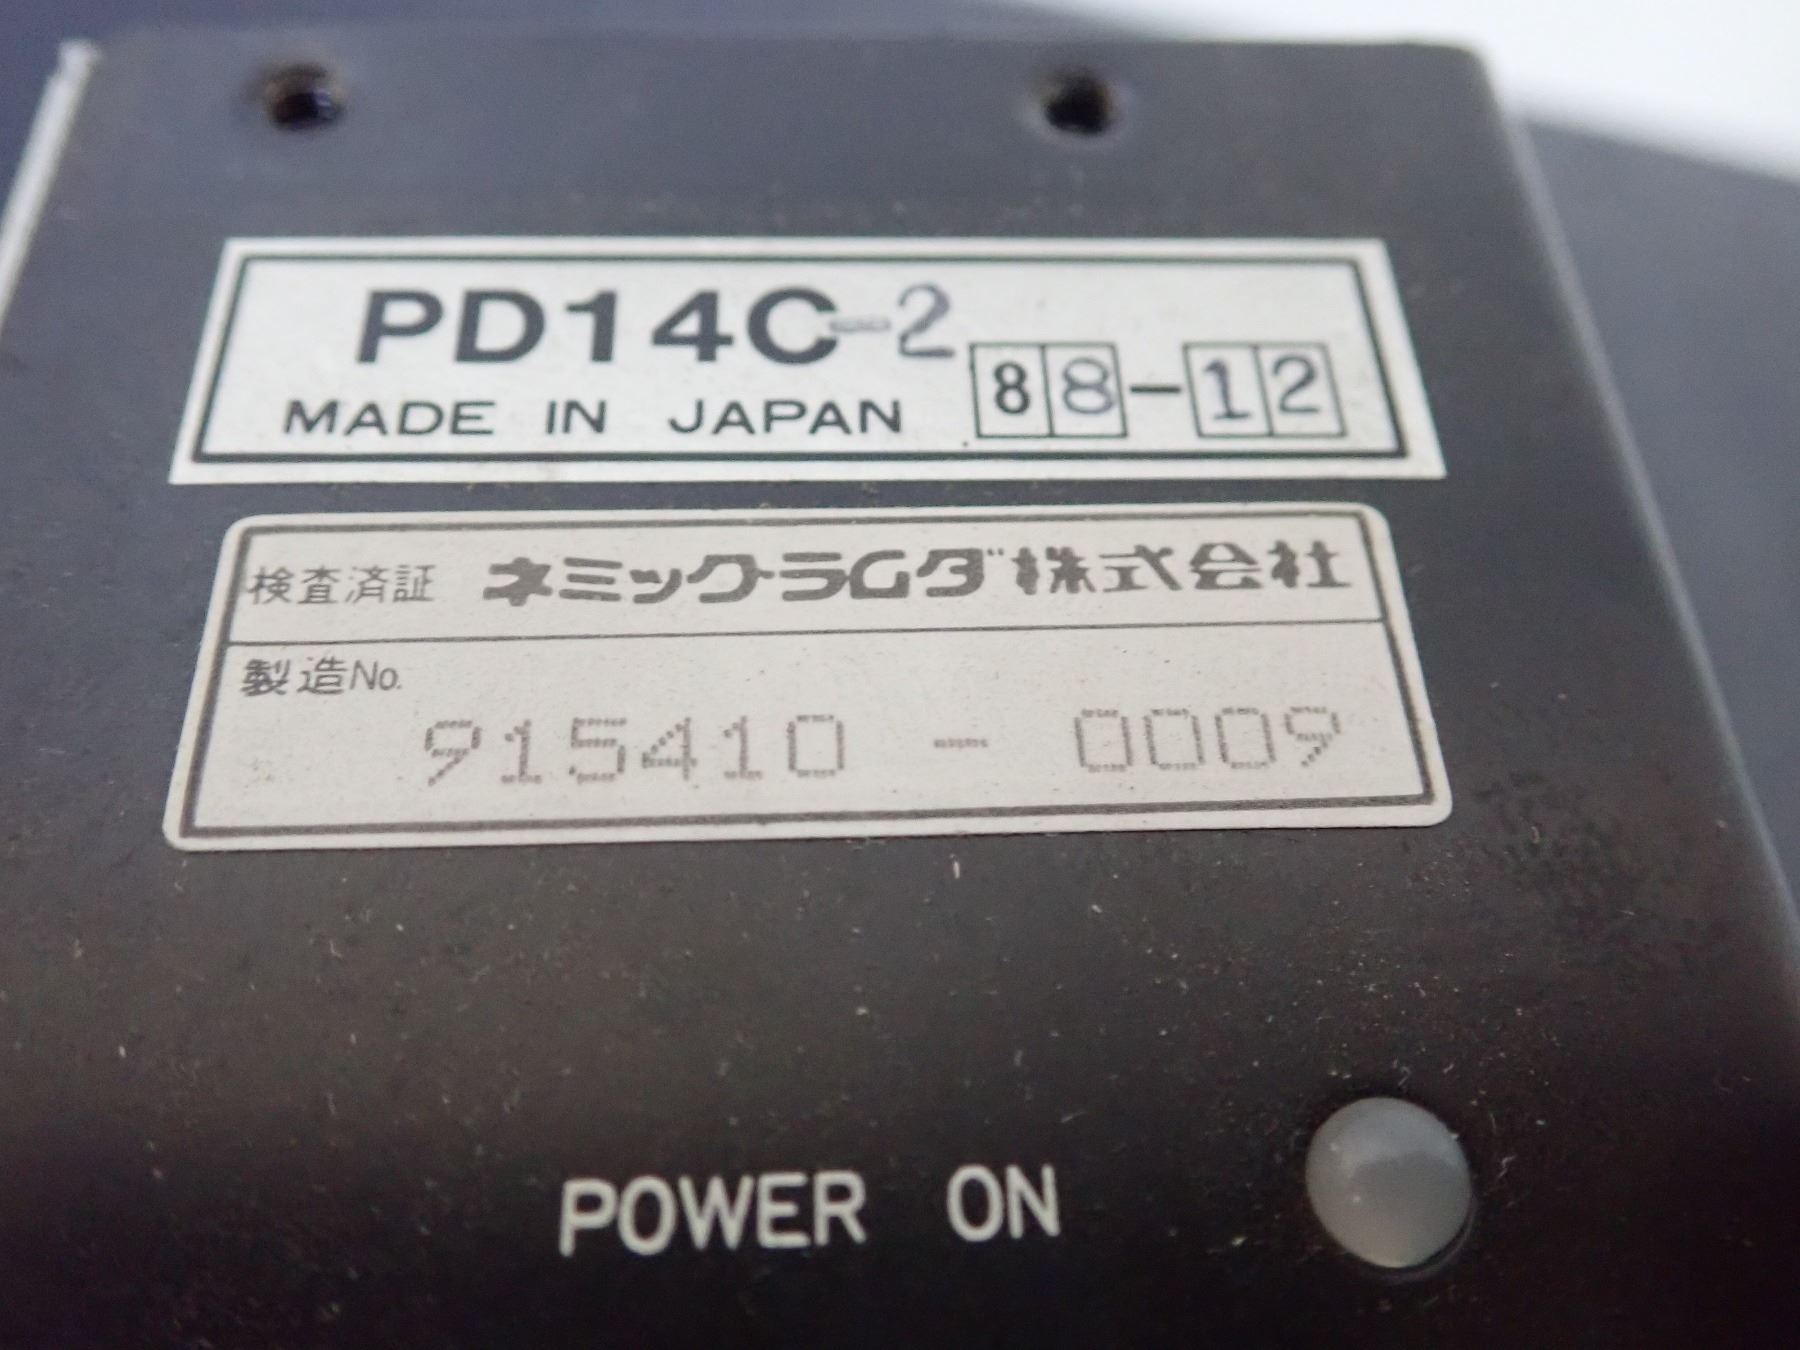 PD14C-2
MADE IN JAPAN 88-12
検査済証 ネミック・ラムダ株式会社
製造No.
915410 - 0009
POWER ON